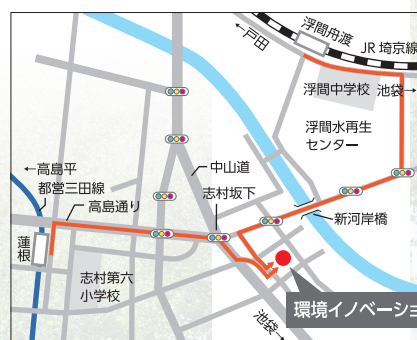 浮間舟渡
←戸田
JR 埼京線
浮間中学校
池袋→
浮間水再生
センター
←高島平
都営三田線
高島通り
中山道
志村坂下
新河岸橋
蓮根
志村第六
小学校
環境イノベーショ
池袋→